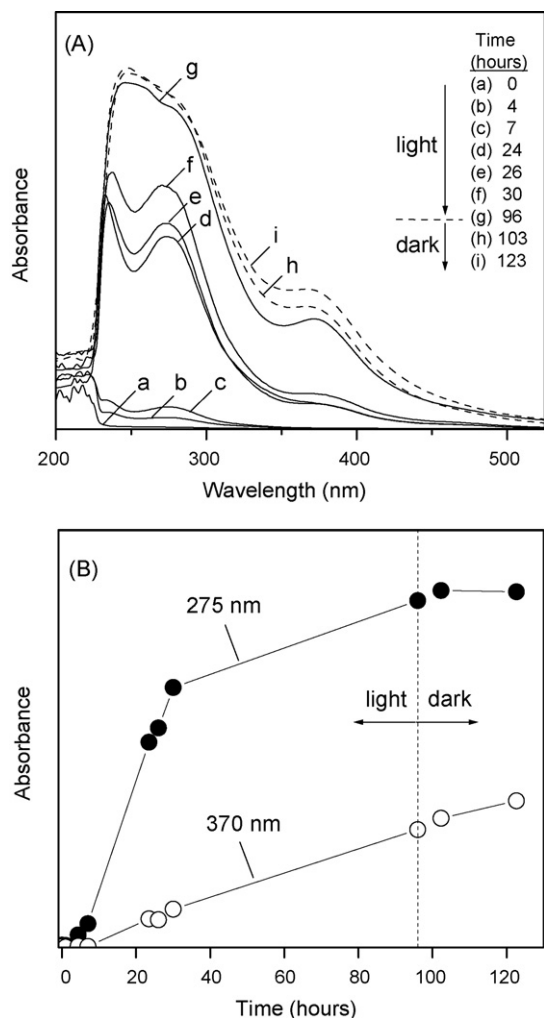 (A)
Time
(hours)
(a) 0
(b) 4
(c) 7
(d) 24
(e) 26
(f) 30
(g) 96
(h) 103
(i) 123
light
dark
g
f
e
d
i
h
a
b
c
Absorbance
200
300
400
500
Wavelength (nm)
(B)
275 nm
light
dark
370 nm
Absorbance
0
20
40
60
80
100
120
Time (hours)